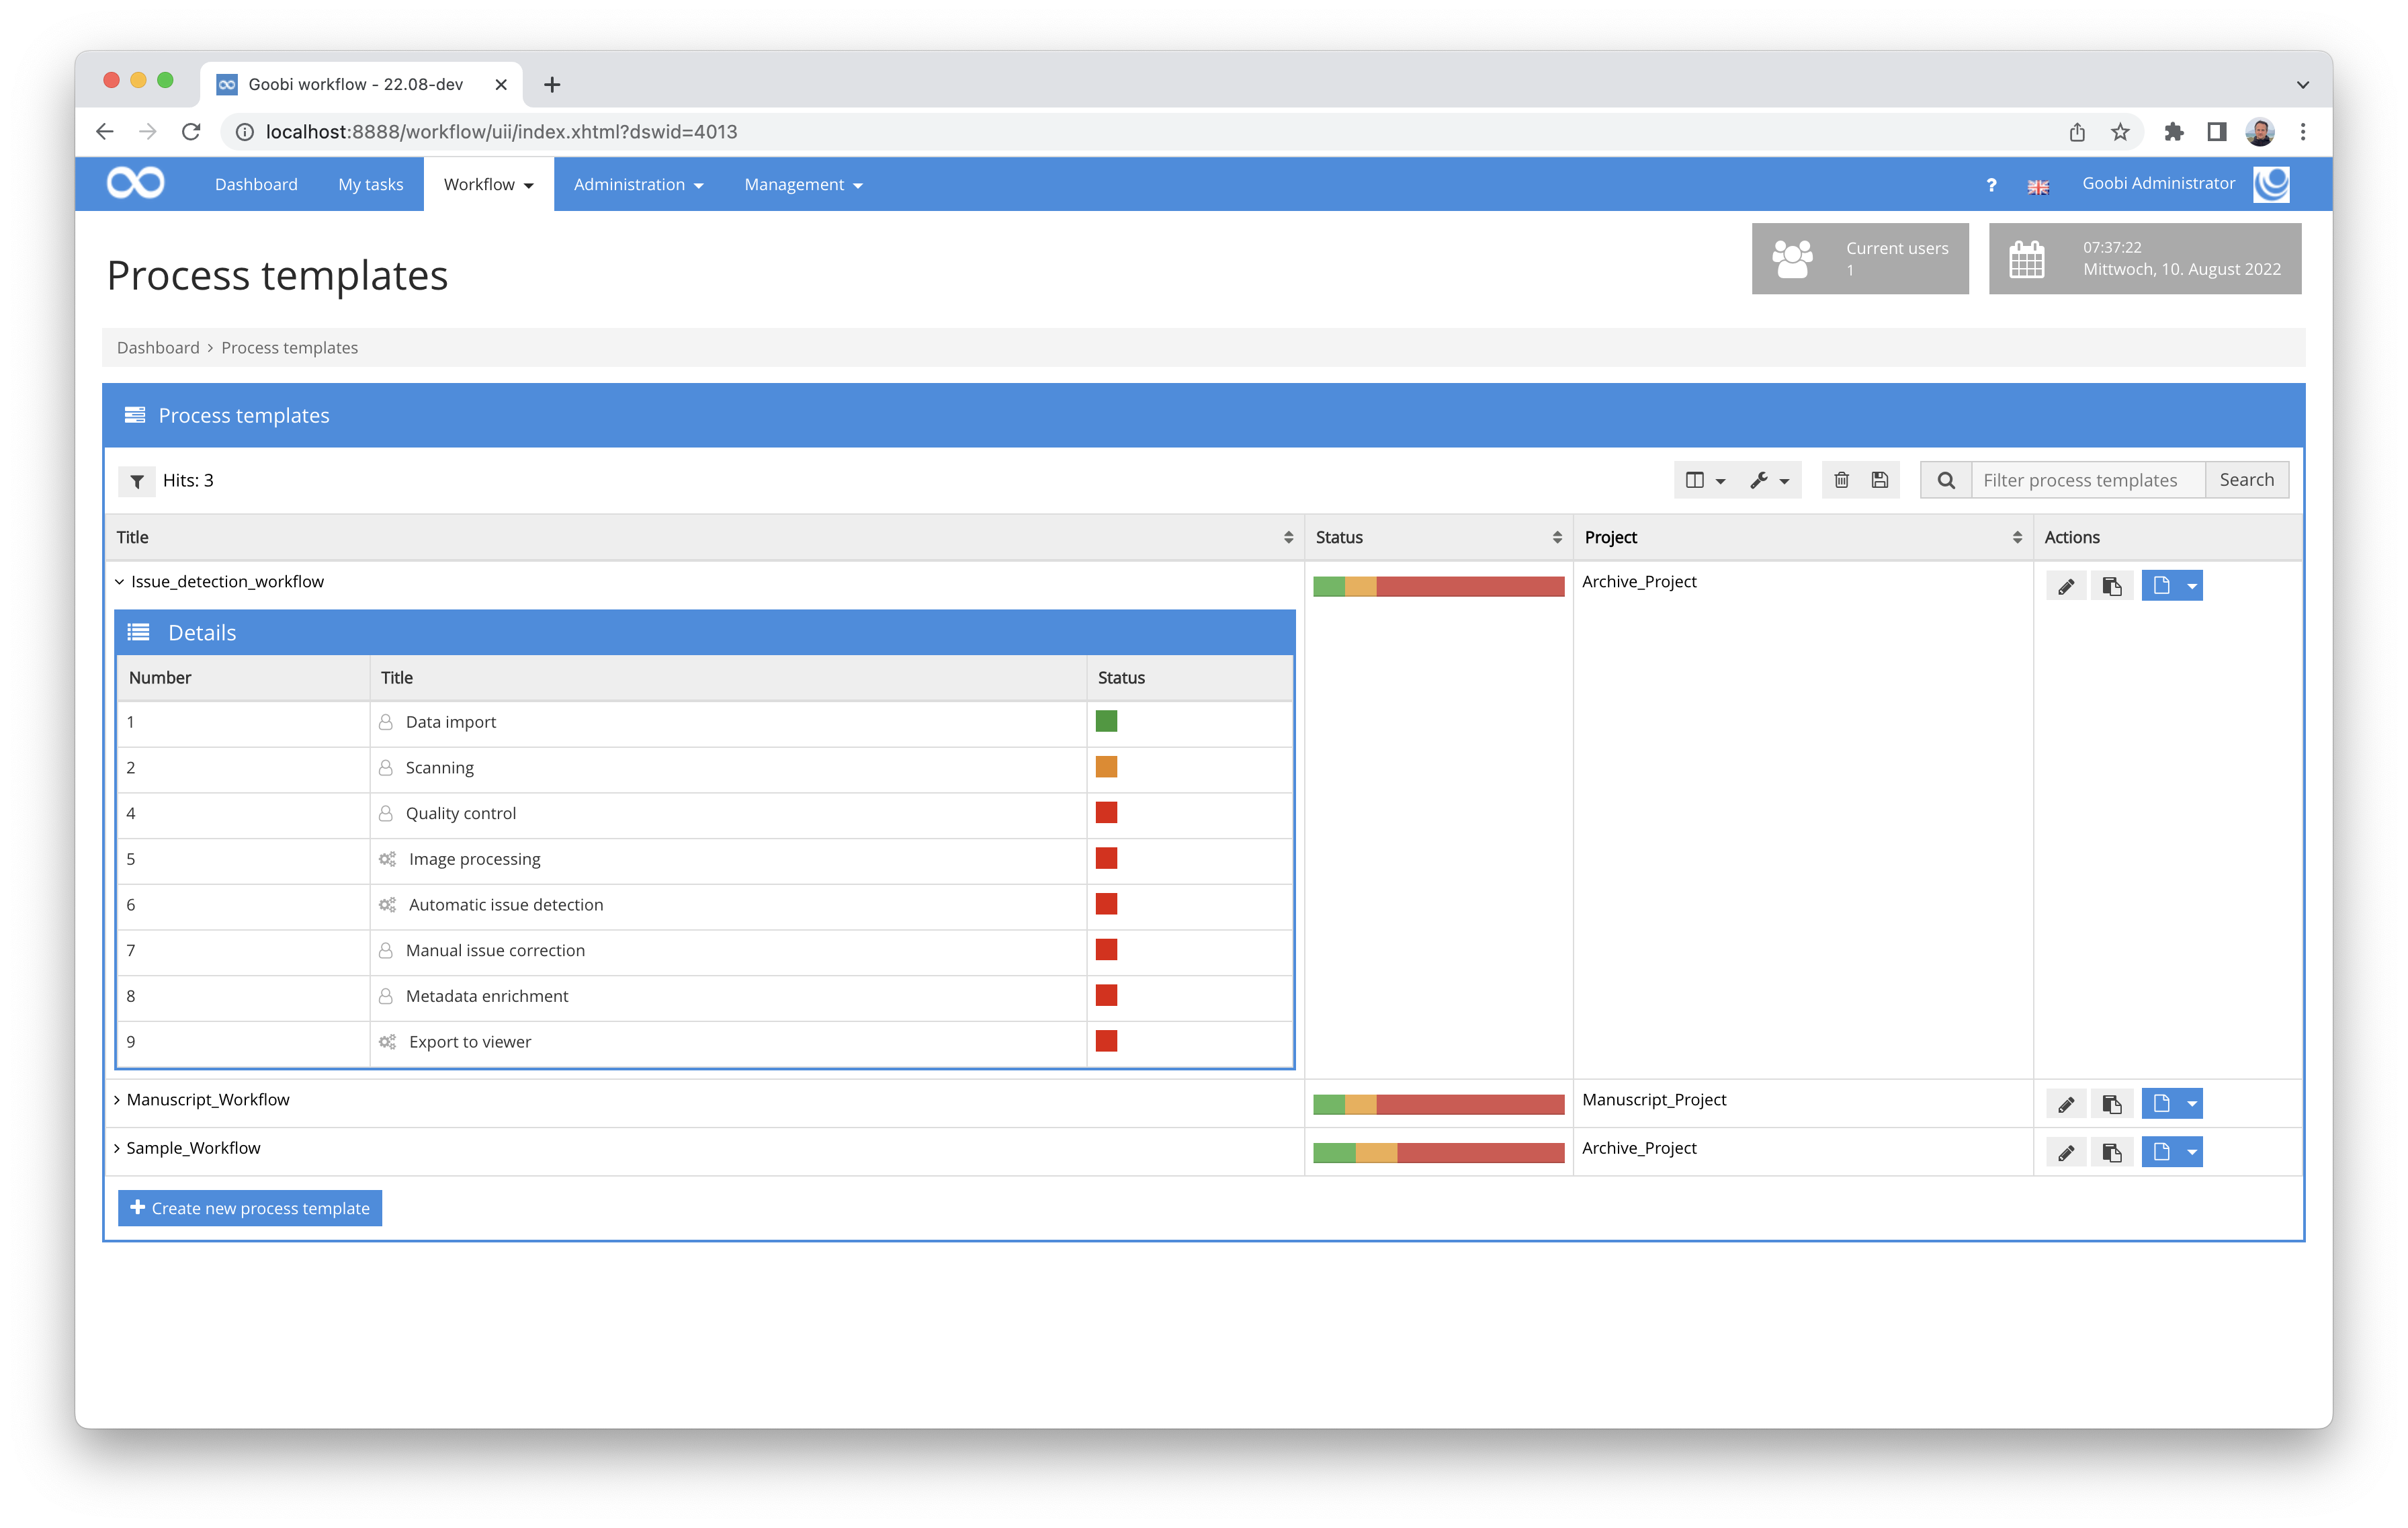 Goobi workflow - 22.08-dev
localhost:8888/workflow/uii/index.xhtml?dswid=4013
Dashboard My tasks Workflow Administration Management ? Goobi Administrator
Process templates
Current users
1
07:37:22
Mittwoch, 10. August 2022
Dashboard > Process templates
Process templates
Hits: 3
Filter process templates Search
Title Status Project Actions
Issue_detection_workflow Archive_Project
Details
Number Title Status
1 Data import
2 Scanning
4 Quality control
5 Image processing
6 Automatic issue detection
7 Manual issue correction
8 Metadata enrichment
9 Export to viewer
Manuscript_Workflow Manuscript_Project
Sample_Workflow Archive_Project
Create new process template